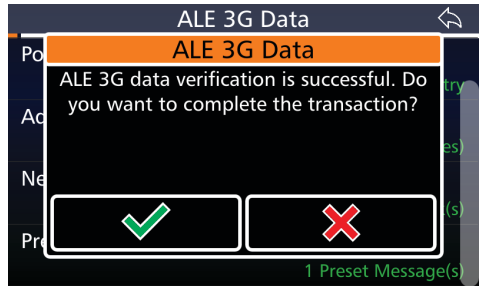 ALE 3G Data
ALE 3G Data
ALE 3G data verification is successful. Do
you want to complete the transaction?
1 Preset Message(s)